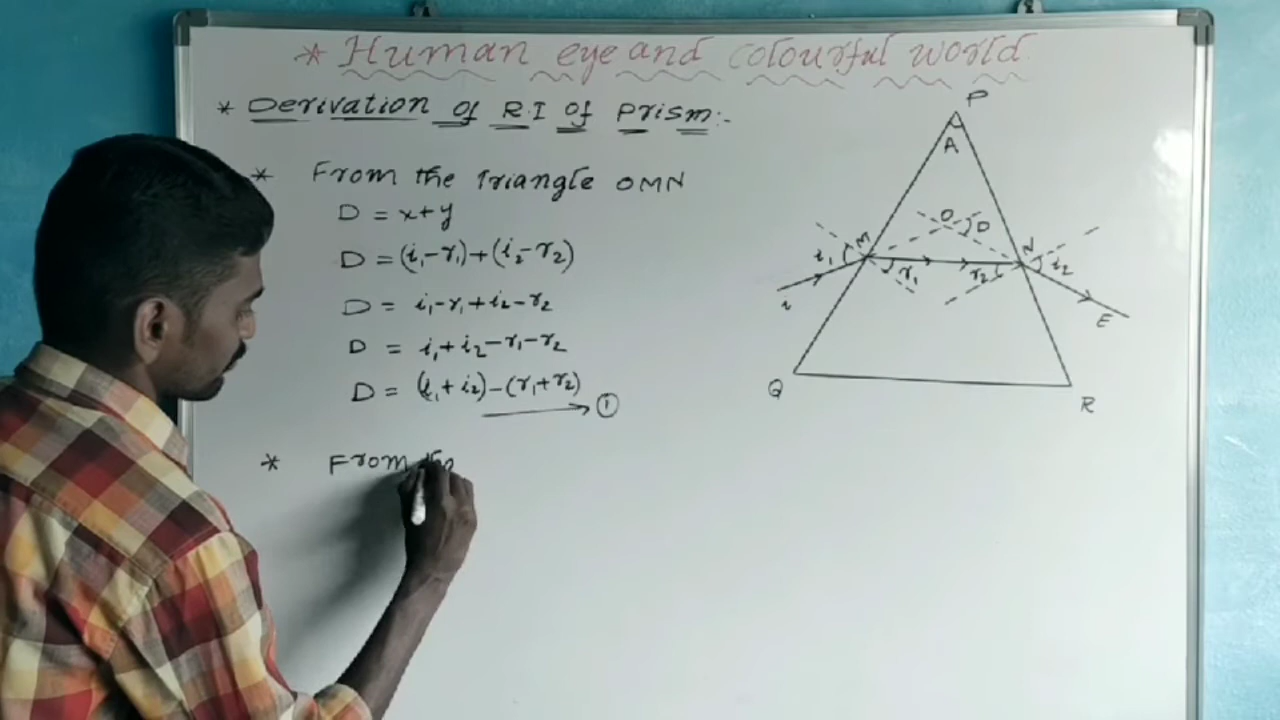 * Human eye and colourful world
* Derivation of R.I of Prism:-
* From the Triangle OMN
D = x+y
D = (i₁-r₁)+(i₂-r₂)
D = i₁-r₁+i₂-r₂
D = i₁+i₂-r₁-r₂
D = (i₁+i₂)-(r₁+r₂)
→ ①
* From
P
A
O
D
M
N
i₁
r₁
r₂
i₂
E
Q
R